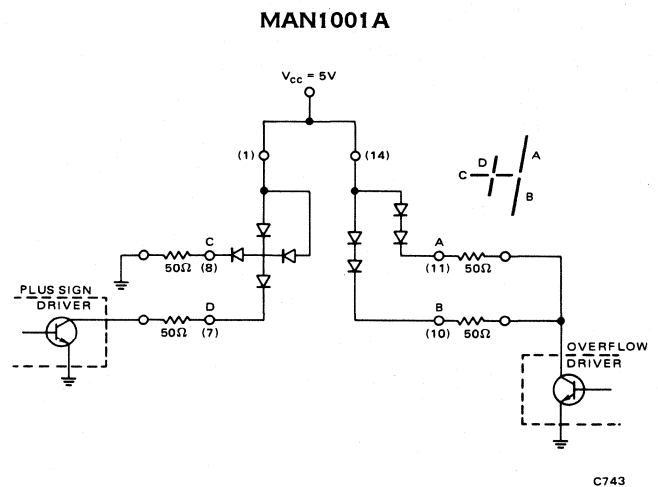 MAN1001A
Vcc = 5V
(1)
(14)
D
A
C
B
C
A
50Ω
(8)
(11)
50Ω
PLUS SIGN
DRIVER
D
B
50Ω
(7)
(10)
50Ω
OVERFLOW
DRIVER
C743